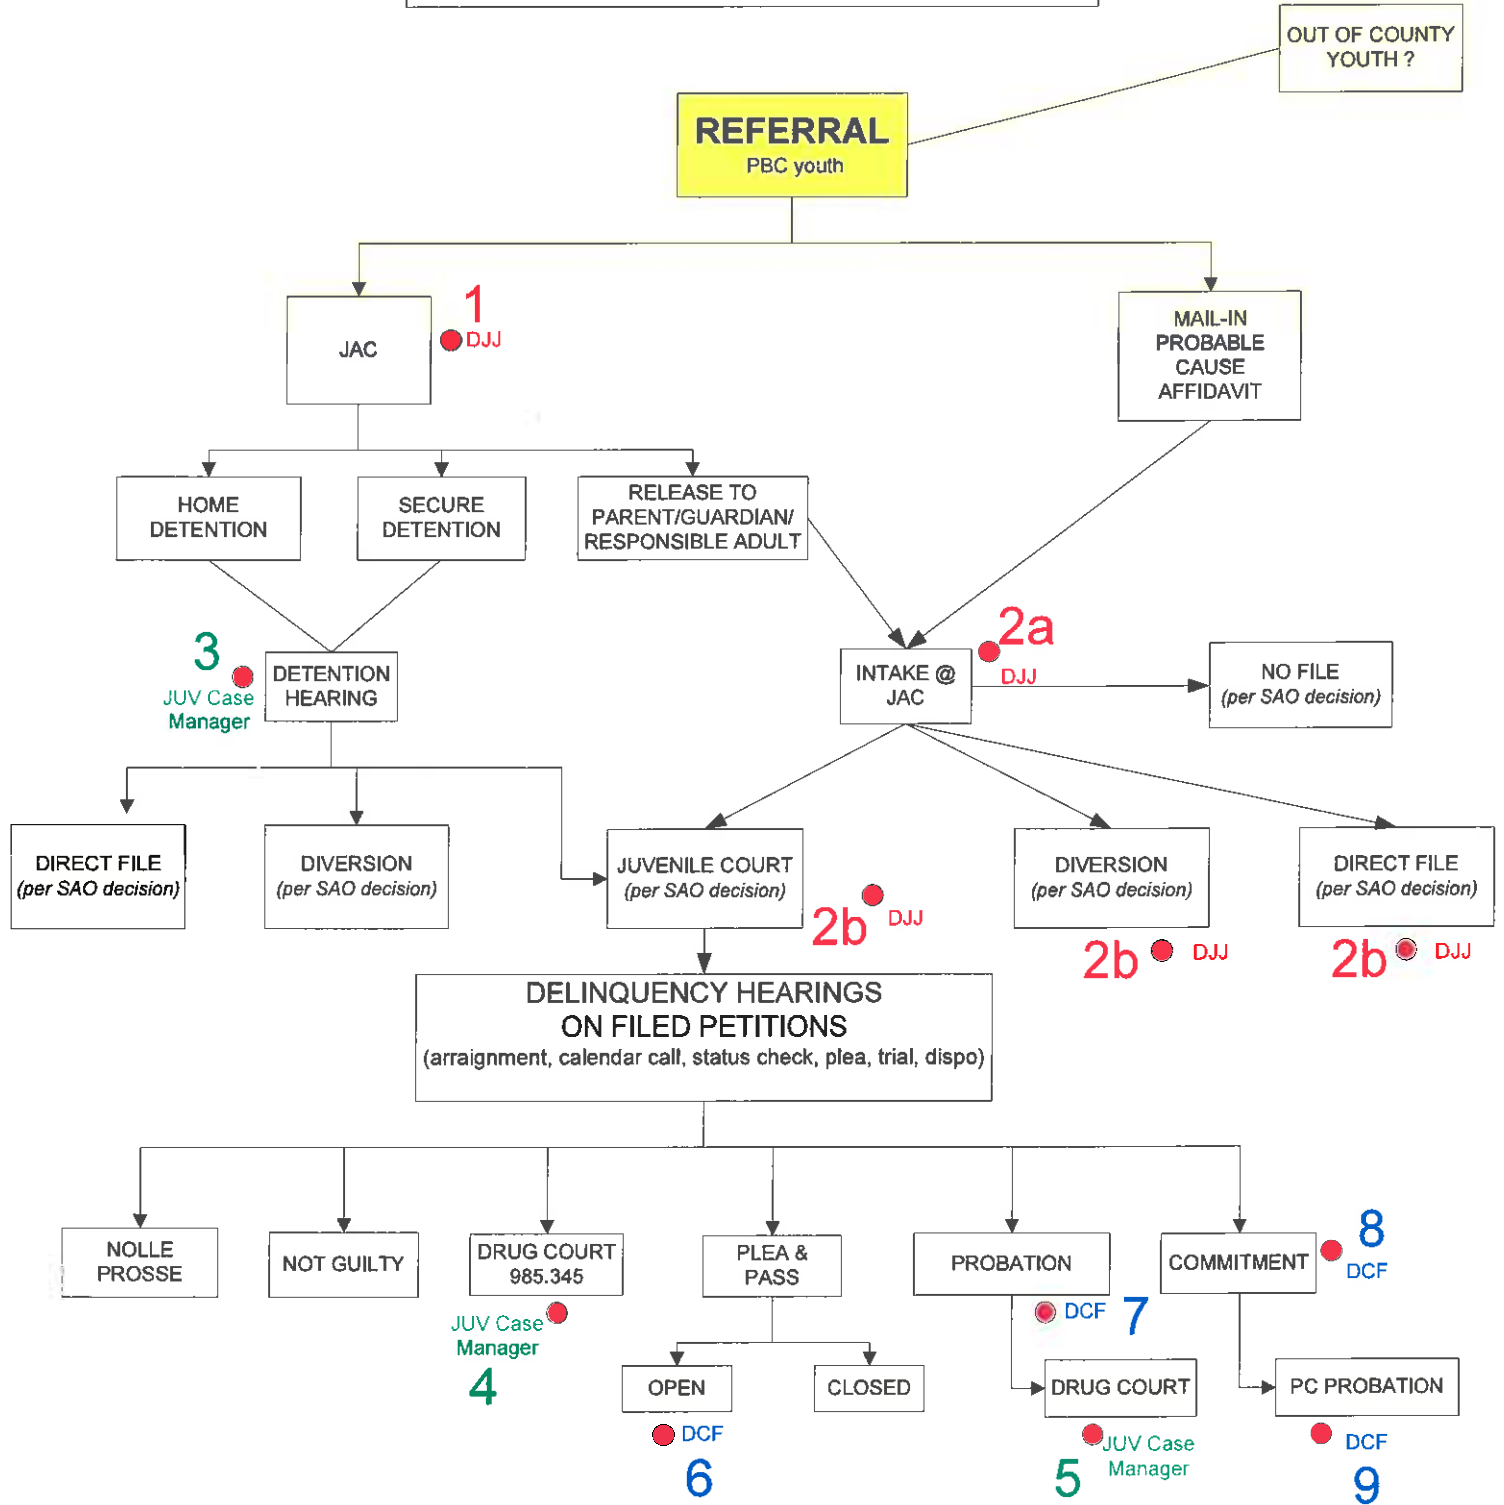 OUT OF COUNTY
YOUTH ?
REFERRAL
PBC youth
1
DJJ
JAC
MAIL-IN
PROBABLE
CAUSE
AFFIDAVIT
HOME
DETENTION
SECURE
DETENTION
RELEASE TO
PARENT/GUARDIAN/
RESPONSIBLE ADULT
3
JUV Case
Manager
DETENTION
HEARING
2a
DJJ
INTAKE @
JAC
NO FILE
(per SAO decision)
DIRECT FILE
(per SAO decision)
DIVERSION
(per SAO decision)
JUVENILE COURT
(per SAO decision)
2b
DJJ
DIVERSION
(per SAO decision)
2b
DJJ
DIRECT FILE
(per SAO decision)
2b
DJJ
DELINQUENCY HEARINGS
ON FILED PETITIONS
(arraignment, calendar call, status check, plea, trial, dispo)
NOLLE
PROSSE
NOT GUILTY
DRUG COURT
985.345
JUV Case
Manager
4
PLEA &
PASS
PROBATION
DCF
7
COMMITMENT
8
DCF
OPEN
DCF
6
CLOSED
DRUG COURT
JUV Case
Manager
5
PC PROBATION
DCF
9